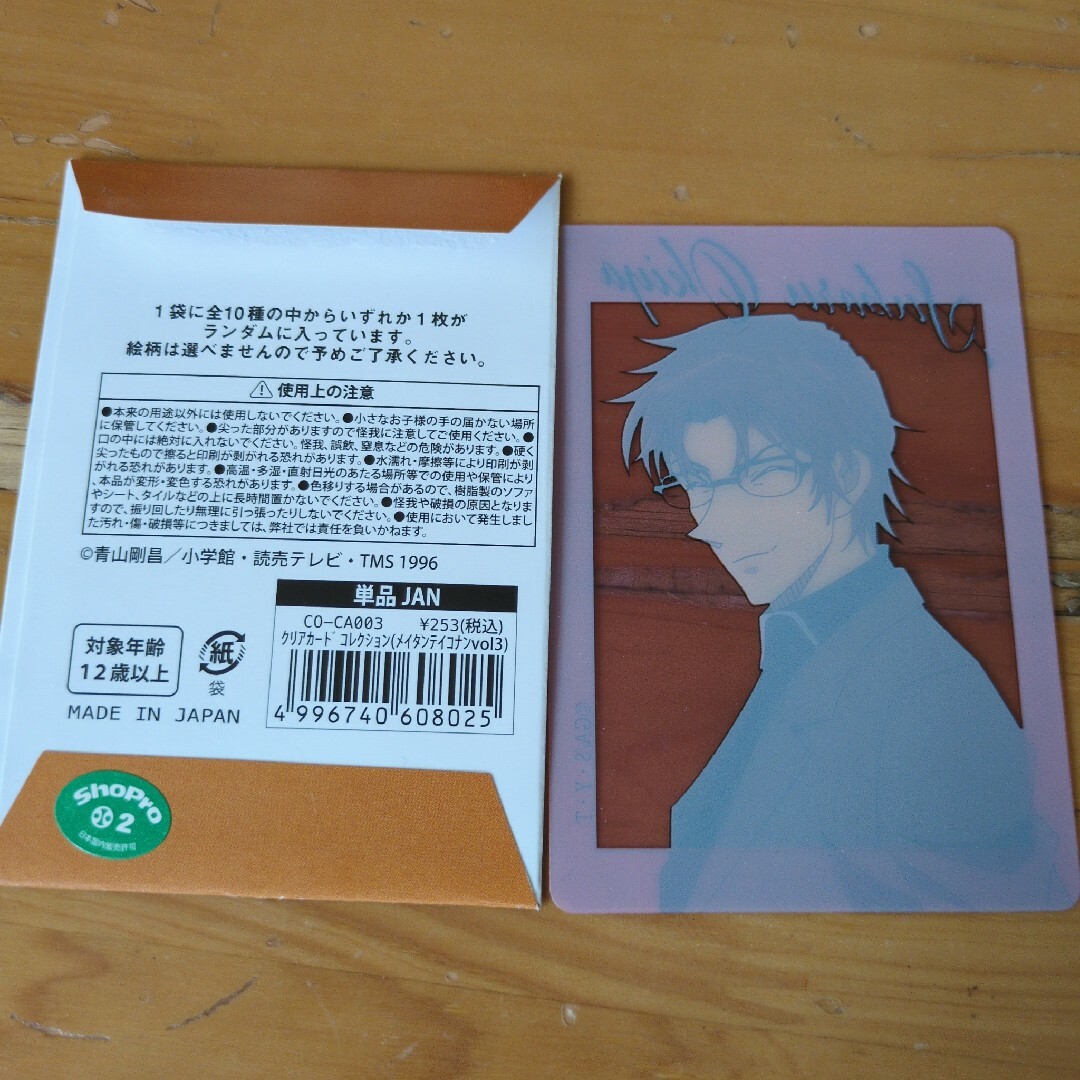 1袋に全10種の中からいずれか1枚が
ランダムに入っています。
絵柄は選べませんので予めご了承ください。
⚠使用上の注意
●本来の用途以外には使用しないでください。●小さなお子様の手の届かない場所
に保管してください。●尖った部分がありますので怪我に注意してご使用ください。●
口の中には絶対に入れないでください。怪我、誤飲、窒息などの危険があります。●硬く
尖ったもので擦ると印刷が剥がれる恐れがあります。●水濡れ・摩擦等により印刷が剥
がれる恐れがあります。●高温・多湿・直射日光のあたる場所等での使用や保管により
、本品が変形・変色する恐れがあります。●色移りする場合があるので、樹脂製のソファ
やシート、タイルなどの上に長時間置かないでください。●怪我や破損の原因となりま
すので、振り回したり無理に引っ張ったりしないでください。●使用において発生しまし
た汚れ・傷・破損等につきましては、弊社では責任を負いかねます。
©青山剛昌/小学館・読売テレビ・TMS 1996
単品 JAN
CO-CA003 ¥253(税込)
クリアカード コレクション(メイタンテイコナンvol3)
4 996740 608025
対象年齢
12歳以上
紙
袋
MADE IN JAPAN
ShoPro
2
日本国内販売許可
Subaru Okiya
©G.A/S・Y・T